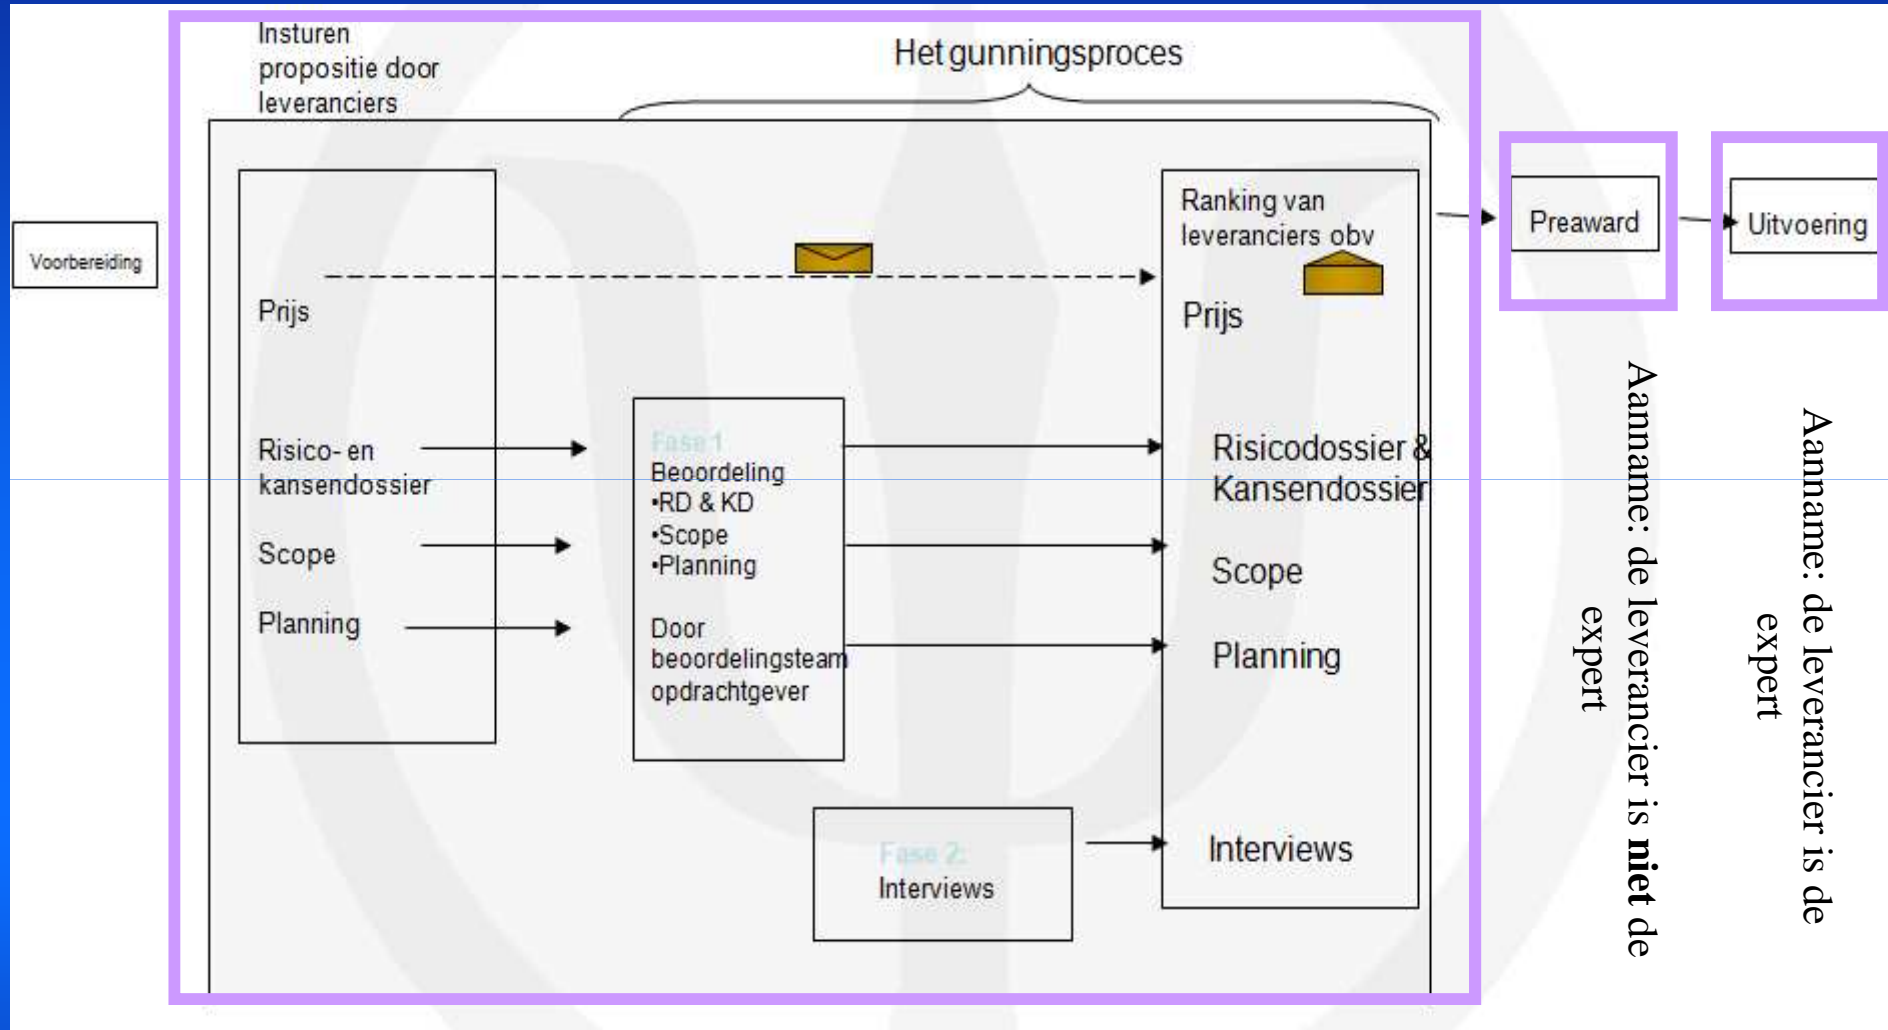 Insturen
propositie door
leveranciers
Het gunningsproces
Voorbereiding
Prijs
Risico- en
kansendossier
Scope
Planning
Fase 1
Beoordeling
•RD & KD
•Scope
•Planning
Door
beoordelingsteam
opdrachtgever
Fase 2:
Interviews
Ranking van
leveranciers obv
Prijs
Risicodossier &
Kansendossier
Scope
Planning
Interviews
Preaward
Uitvoering
Aanname: de leverancier is niet de
expert
Aanname: de leverancier is de
expert